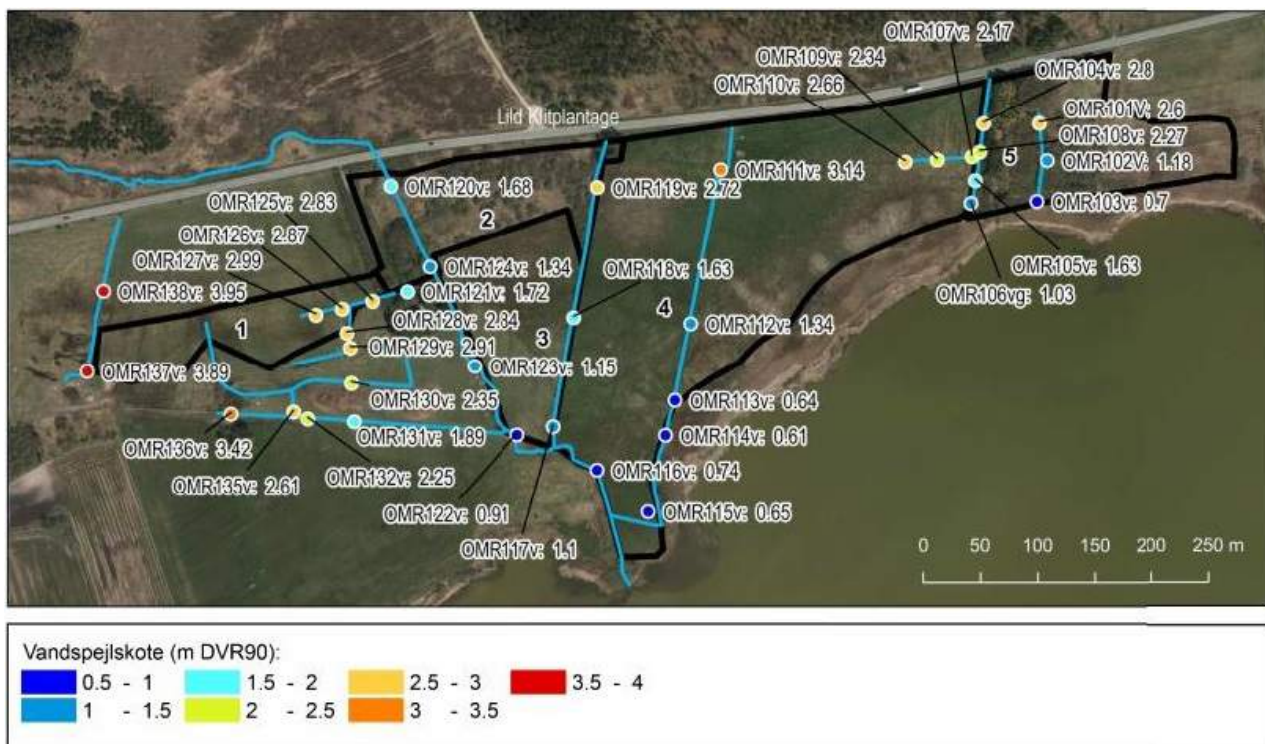 OMR107v: 2.17
OMR109v: 2.34
OMR104v: 2.8
OMR110v: 2.66
OMR101V: 2.6
Lild Klitplantage
OMR108v: 2.27
5
OMR102V: 1.18
OMR111v: 3.14
OMR120v: 1.68
OMR119v: 2.72
OMR103v: 0.7
OMR125v: 2.83
2
OMR126v: 2.87
OMR118v: 1.63
OMR105v: 1.63
OMR127v: 2.99
OMR124v: 1.34
OMR106vg: 1.03
OMR138v: 3.95
OMR121v: 1.72
4
1
OMR128v: 2.84
OMR112v: 1.34
3
OMR129v: 2.91
OMR123v: 1.15
OMR137v: 3.89
OMR130v: 2.35
OMR113v: 0.64
OMR131v: 1.89
OMR114v: 0.61
OMR136v: 3.42
OMR132v: 2.25
OMR116v: 0.74
OMR135v: 2.61
OMR122v: 0.91
OMR115v: 0.65
OMR117v: 1.1
0 50 100 150 200 250 m
Vandspejlskote (m DVR90):
0.5 - 1 1.5 - 2 2.5 - 3 3.5 - 4
1 - 1.5 2 - 2.5 3 - 3.5